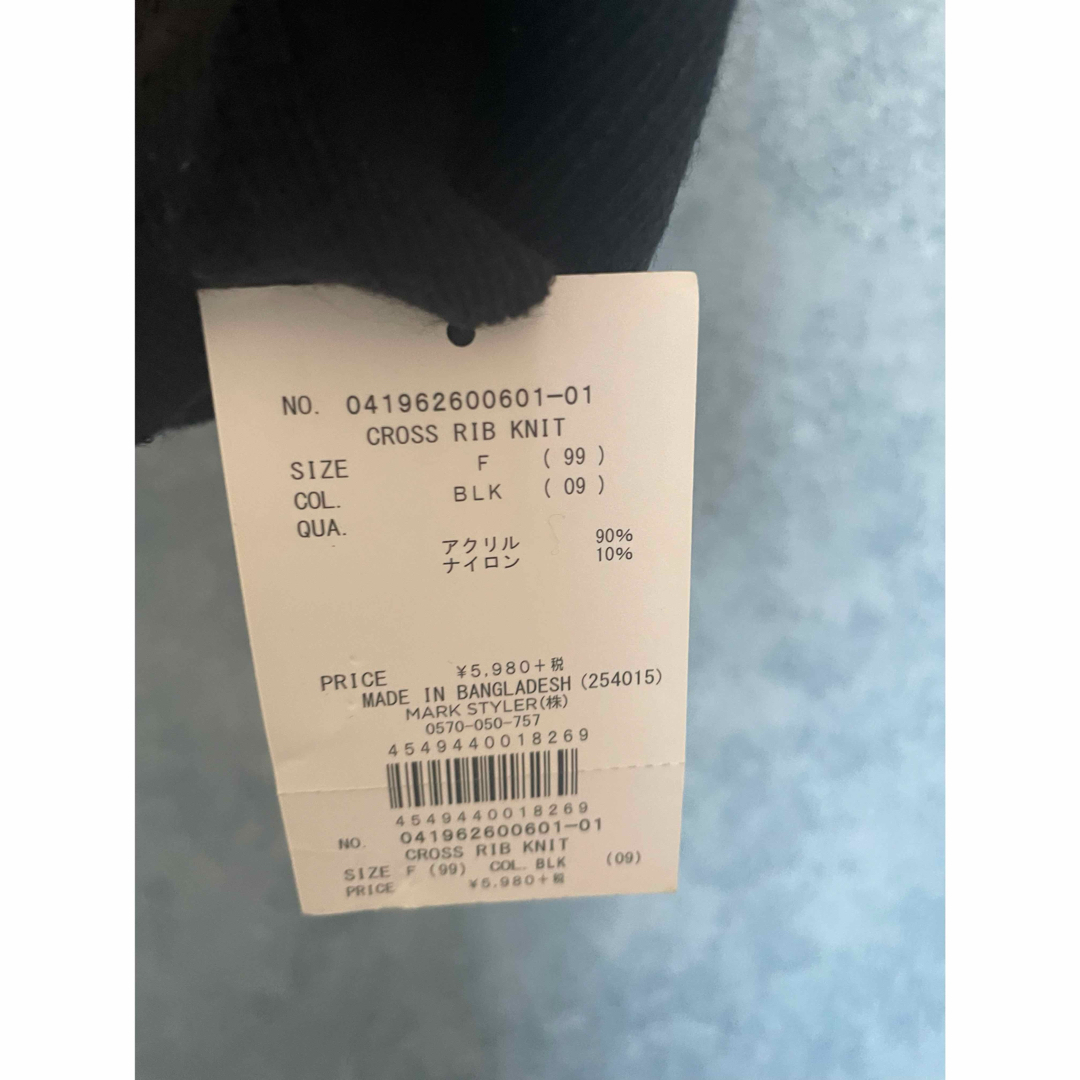 NO. 041962600601-01
CROSS RIB KNIT
SIZE F (99)
COL. BLK (09)
QUA.
アクリル 90%
ナイロン 10%
PRICE ¥5,980+税
MADE IN BANGLADESH (254015)
MARK STYLER(株)
0570-050-757
4549440018269
4549440018269
NO. 041962600601-01
CROSS RIB KNIT
SIZE F (99) COL. BLK (09)
PRICE ¥5,980+税